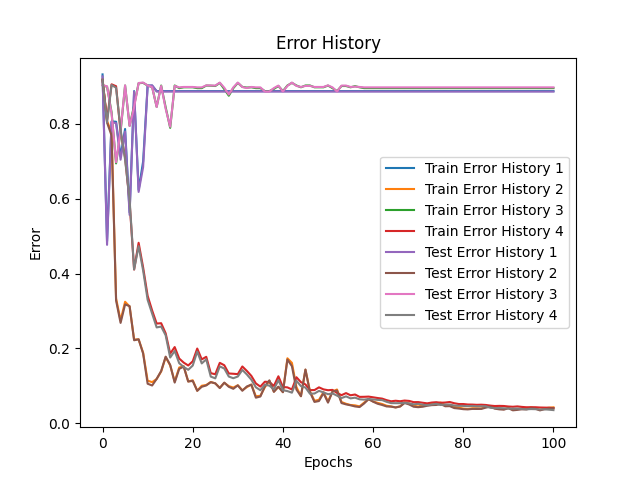 Error History
Error
0.8
0.6
0.4
0.2
0.0
Train Error History 1
Train Error History 2
Train Error History 3
Train Error History 4
Test Error History 1
Test Error History 2
Test Error History 3
Test Error History 4
0 20 40 60 80 100
Epochs